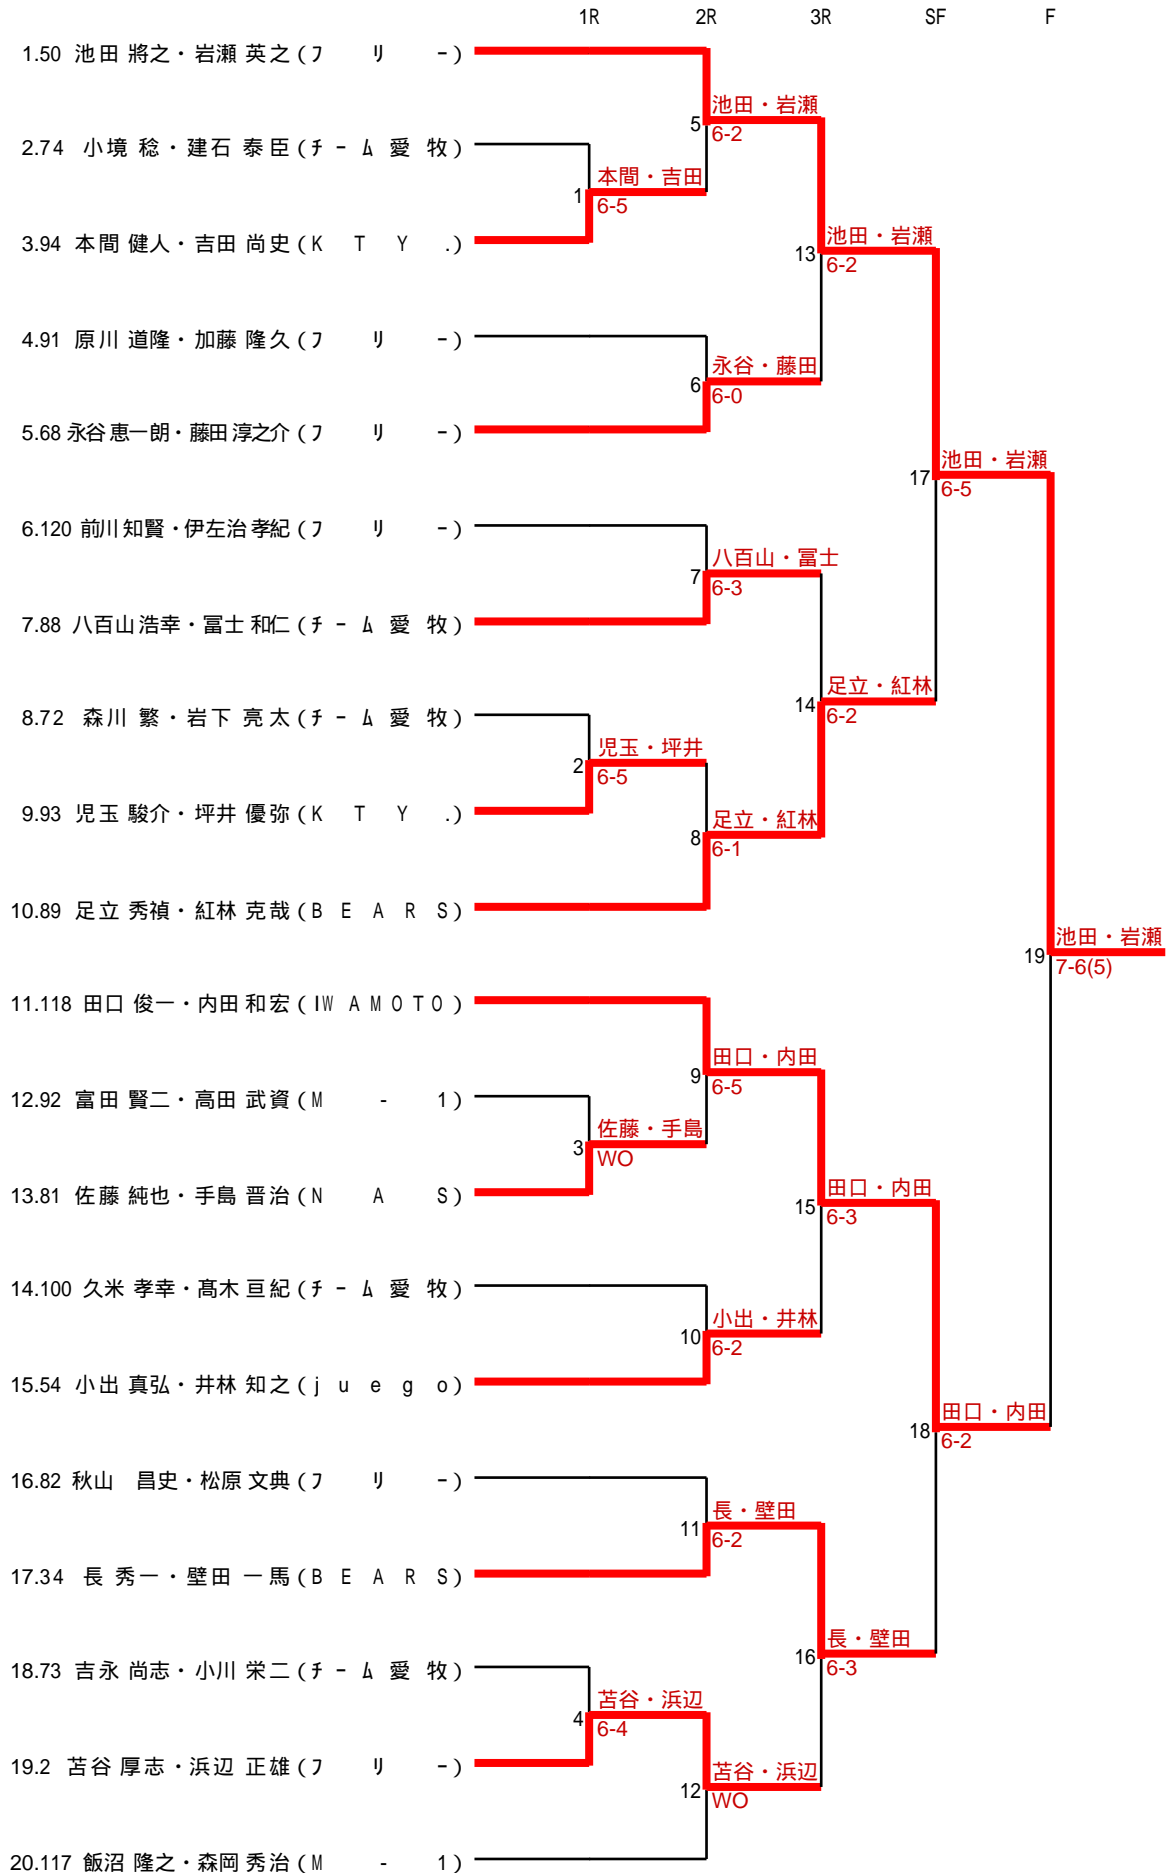 1R 2R 3R SF F
1.50 池田 將之・岩瀬 英之(フリー)
池田・岩瀬
5
6-2
2.74 小境 稔・建石 泰臣(チーム愛牧)
本間・吉田
1
6-5
3.94 本間 健人・吉田 尚史(KTY.)
池田・岩瀬
13
6-2
4.91 原川 道隆・加藤 隆久(フリー)
永谷・藤田
6
6-0
5.68 永谷 恵一朗・藤田 淳之介(フリー)
池田・岩瀬
17
6-5
6.120 前川 知賢・伊左治 孝紀(フリー)
八百山・冨士
7
6-3
7.88 八百山 浩幸・冨士 和仁(チーム愛牧)
足立・紅林
14
6-2
8.72 森川 繁・岩下 亮太(チーム愛牧)
児玉・坪井
2
6-5
9.93 児玉 駿介・坪井 優弥(KTY.)
足立・紅林
8
6-1
10.89 足立 秀禎・紅林 克哉(BEARS)
池田・岩瀬
19
7-6(5)
11.118 田口 俊一・内田 和宏(IWAMOTO)
田口・内田
9
6-5
12.92 富田 賢二・高田 武資(M-1)
佐藤・手島
3
WO
13.81 佐藤 純也・手島 晋治(NAS)
田口・内田
15
6-3
14.100 久米 孝幸・髙木 亘紀(チーム愛牧)
小出・井林
10
6-2
15.54 小出 真弘・井林 知之(juego)
田口・内田
18
6-2
16.82 秋山 昌史・松原 文典(フリー)
長・壁田
11
6-2
17.34 長 秀一・壁田 一馬(BEARS)
長・壁田
16
6-3
18.73 吉永 尚志・小川 栄二(チーム愛牧)
苫谷・浜辺
4
6-4
19.2 苫谷 厚志・浜辺 正雄(フリー)
苫谷・浜辺
12
WO
20.117 飯沼 隆之・森岡 秀治(M-1)